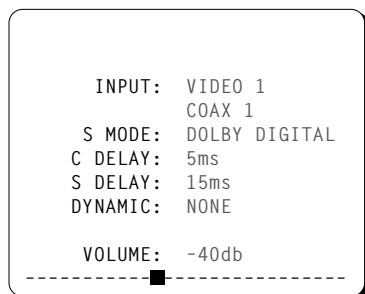 INPUT: VIDEO 1
COAX 1
S MODE: DOLBY DIGITAL
C DELAY: 5ms
S DELAY: 15ms
DYNAMIC: NONE
VOLUME: -40db